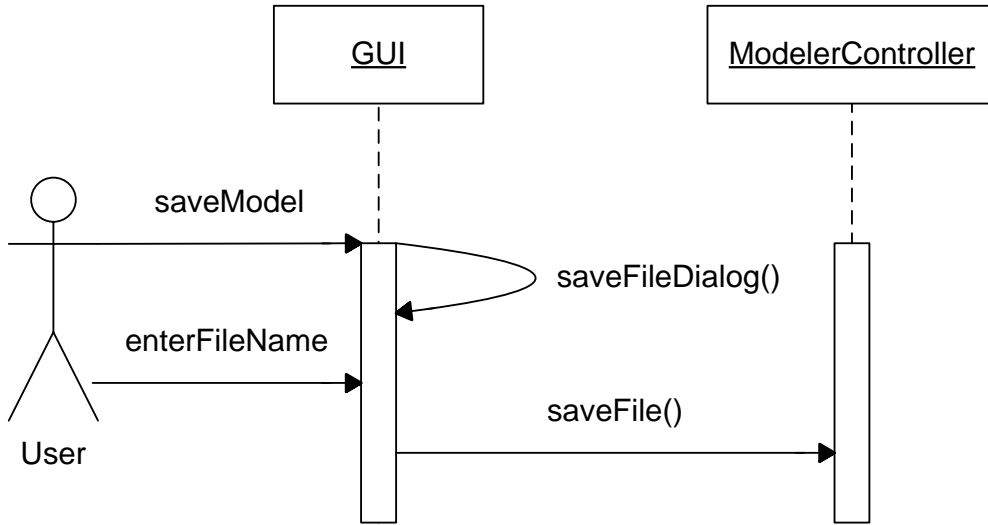 GUI
ModelerController
saveModel
saveFileDialog()
enterFileName
saveFile()
User